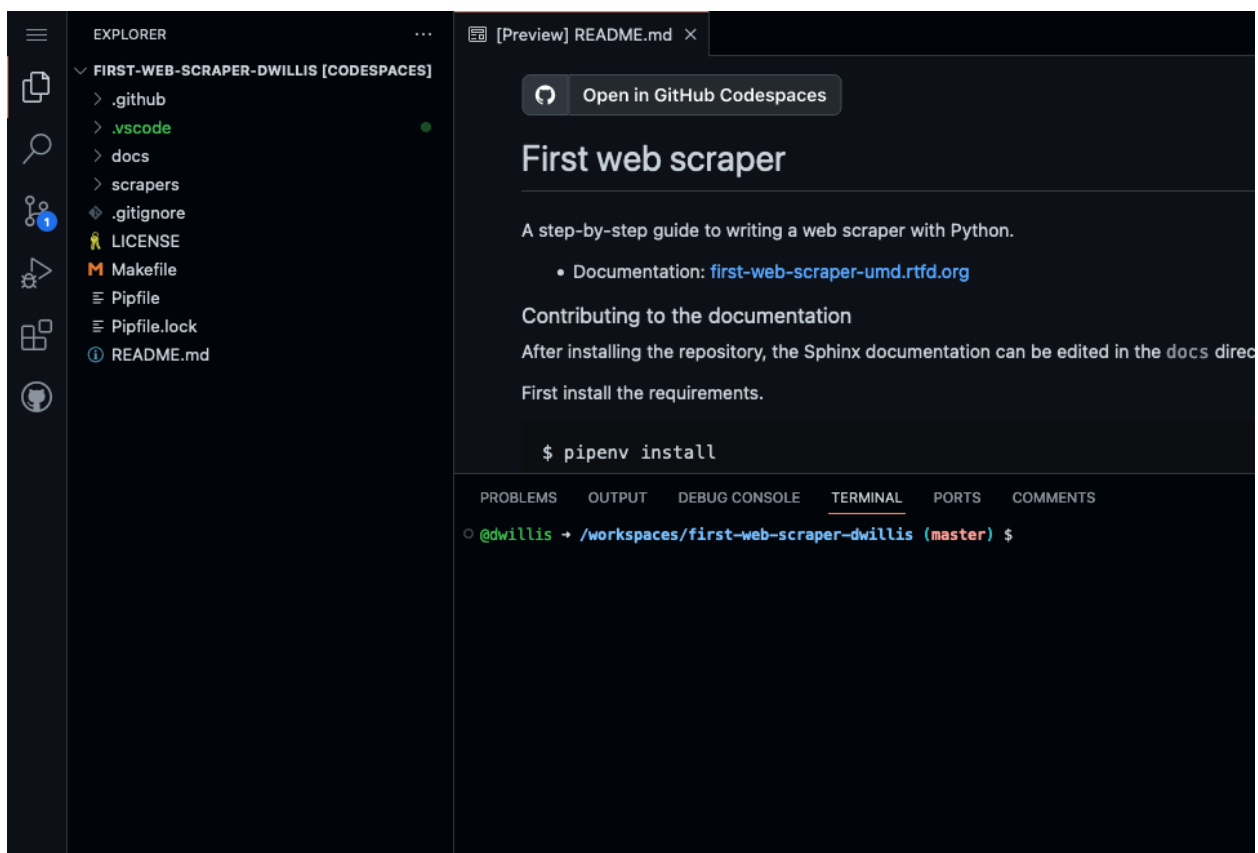 EXPLORER
FIRST-WEB-SCRAPER-DWILLIS [CODESPACES]
.github
.vscode
docs
scrapers
.gitignore
LICENSE
M Makefile
Pipfile
Pipfile.lock
README.md
1
[Preview] README.md
Open in GitHub Codespaces
First web scraper
A step-by-step guide to writing a web scraper with Python.
• Documentation: first-web-scraper-umd.rtfd.org
Contributing to the documentation
After installing the repository, the Sphinx documentation can be edited in the docs direc
First install the requirements.
$ pipenv install
PROBLEMS OUTPUT DEBUG CONSOLE TERMINAL PORTS COMMENTS
@dwillis → /workspaces/first-web-scraper-dwillis (master) $